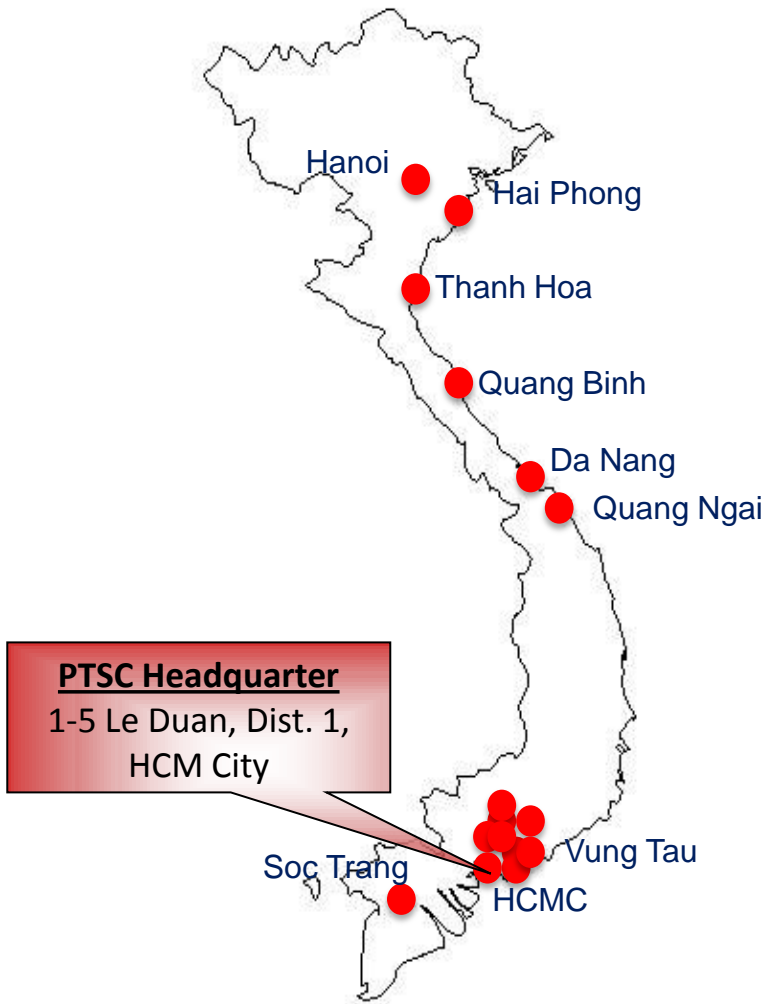 Hanoi
Hai Phong
Thanh Hoa
Quang Binh
Da Nang
Quang Ngai
PTSC Headquarter
1-5 Le Duan, Dist. 1,
HCM City
Vung Tau
Soc Trang
HCMC